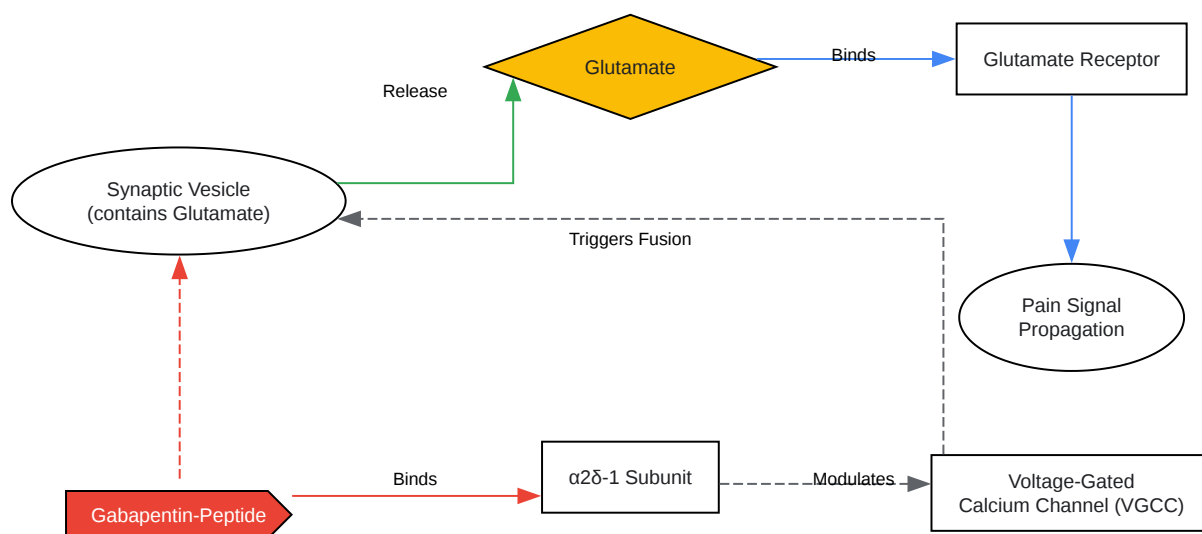 Glutamate
Binds
Glutamate Receptor
Release
Synaptic Vesicle
(contains Glutamate)
Triggers Fusion
Pain Signal
Propagation
Binds
α2δ-1 Subunit
Modulates
Voltage-Gated
Calcium Channel (VGCC)
Gabapentin-Peptide